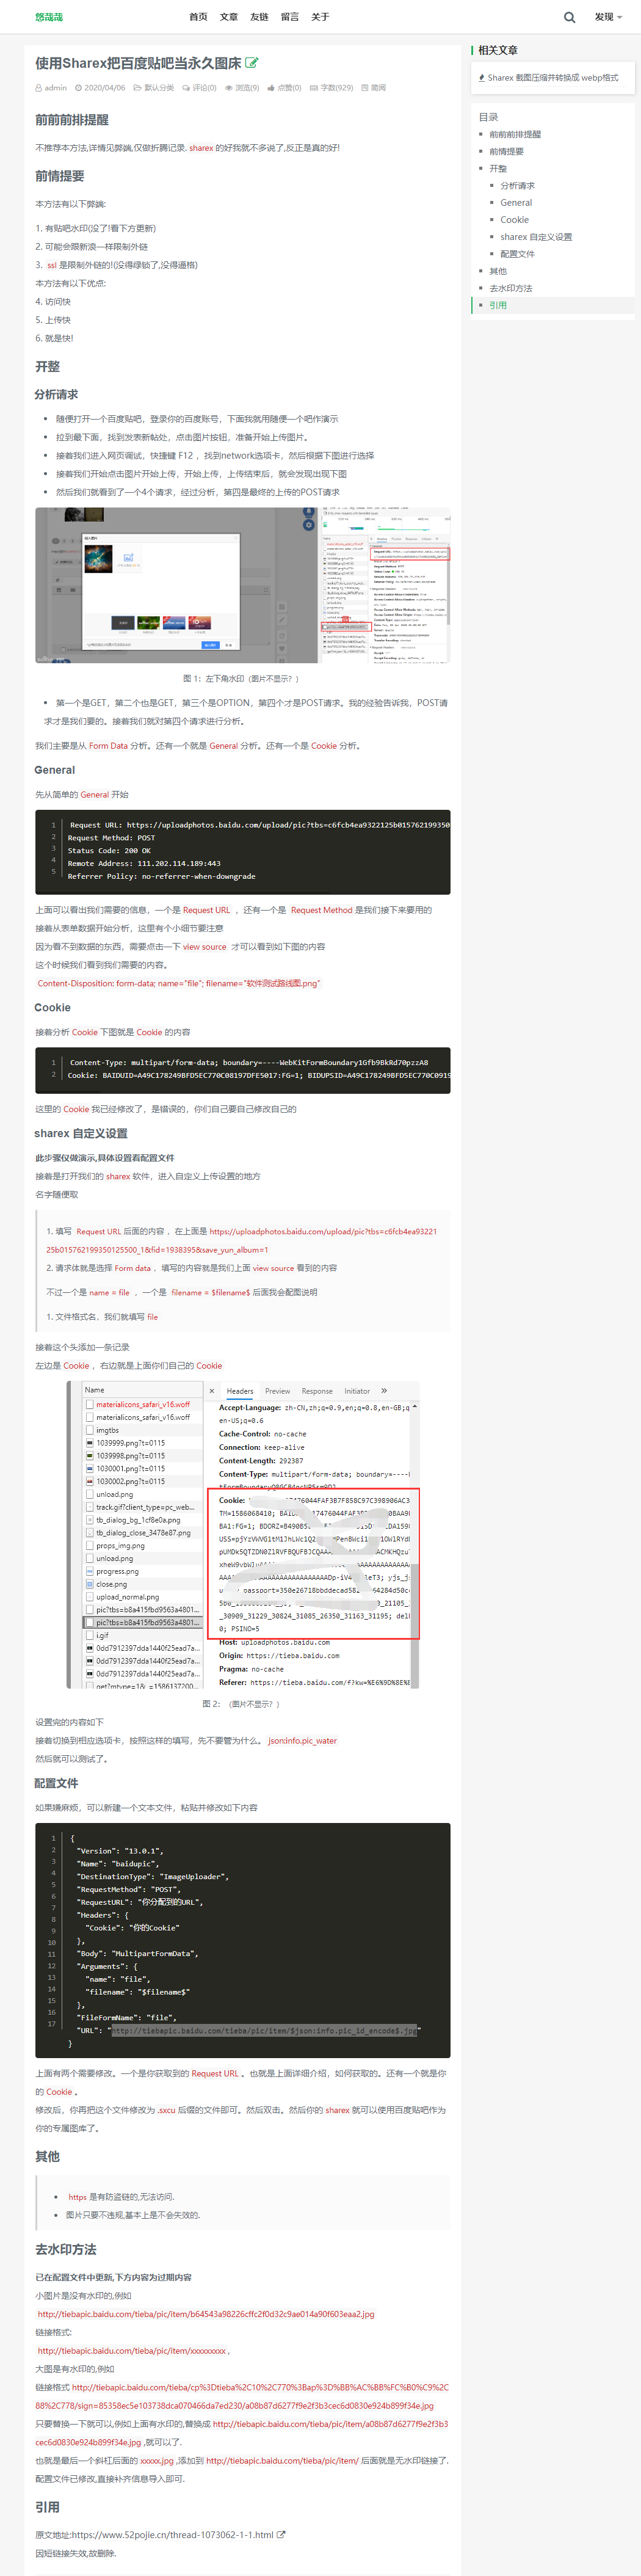 悠哉哉
首页 文章 友链 留言 关于
发现
使用Sharex把百度贴吧当永久图床
admin 2020/04/06 默认分类 评论(0) 浏览(9) 点赞(0) 字数(929) 简阅
前前前排提醒
不推荐本方法,详情见弊端,仅做折腾记录. sharex 的好我就不多说了,反正是真的好!
前情提要
本方法有以下弊端:
1. 有贴吧水印(没了!看下方更新)
2. 可能会跟新浪一样限制外链
3. ssl 是限制外链的!(没得绿锁了,没得逼格)
本方法有以下优点:
4. 访问快
5. 上传快
6. 就是快!
开整
分析请求
随便打开一个百度贴吧，登录你的百度账号，下面我就用随便一个吧作演示
拉到最下面，找到发表新帖处，点击图片按钮，准备开始上传图片。
接着我们进入网页调试，快捷键 F12 ，找到network选项卡，然后根据下图进行选择
接着我们开始点击图片开始上传，开始上传，上传结束后，就会发现出现下图
然后我们就看到了一个4个请求，经过分析，第四是最终的上传的POST请求
图 1: 左下角水印（图片不显示？）
第一个是GET，第二个也是GET，第三个是OPTION，第四个才是POST请求。我的经验告诉我，POST请
求才是我们要的。接着我们就对第四个请求进行分析。
我们主要是从 Form Data 分析。还有一个就是 General 分析。还有一个是 Cookie 分析。
General
先从简单的 General 开始
1 Request URL: https://uploadphotos.baidu.com/upload/pic?tbs=c6fcb4ea9322125b015762199350
2 Request Method: POST
3 Status Code: 200 OK
4 Remote Address: 111.202.114.189:443
5 Referrer Policy: no-referrer-when-downgrade
上面可以看出我们需要的信息，一个是 Request URL ，还有一个是 Request Method 是我们接下来要用的
接着从表单数据开始分析，这里有个小细节要注意
因为看不到数据的东西，需要点击一下 view source 才可以看到如下图的内容
这个时候我们看到我们需要的内容。
Content-Disposition: form-data; name="file"; filename="软件测试路线图.png"
Cookie
接着分析 Cookie 下图就是 Cookie 的内容
1 Content-Type: multipart/form-data; boundary=----WebKitFormBoundary1Gfb9BkRd70pzzA8
2 Cookie: BAIDUID=A49C178249BFD5EC770C08197DFE5017:FG=1; BIDUPSID=A49C178249BFD5EC770C0919
这里的 Cookie 我已经修改了，是错误的，你们自己要自己修改自己的
sharex 自定义设置
此步骤仅做演示,具体设置看配置文件
接着是打开我们的 sharex 软件，进入自定义上传设置的地方
名字随便取
1. 填写 Request URL 后面的内容 ，在上面是 https://uploadphotos.baidu.com/upload/pic?tbs=c6fcb4ea93221
25b015762199350125500_1&fid=1938395&save_yun_album=1
2. 请求体就是选择 Form data ，填写的内容就是我们上面 view source 看到的内容
不过一个是 name = file ，一个是 filename = $filename$ 后面我会配图说明
1. 文件格式名，我们就填写 file
接着这个头添加一条记录
左边是 Cookie ，右边就是上面你们自己的 Cookie
Name
Headers Preview Response Initiator
materialicons_safari_v16.woff
materialicons_safari_v16.woff
imgtbs
1039999.png?t=0115
1039998.png?t=0115
1030001.png?t=0115
1030002.png?t=0115
unload.png
track.gif?client_type=pc_web...
tb_dialog_bg_1cf8e0a.png
tb_dialog_close_3478e87.png
props_img.png
unload.png
progress.png
close.png
upload_normal.png
pic?tbs=b8a415fbd9563a4801...
pic?tbs=b8a415fbd9563a4801...
i.gif
0dd7912397dda1440f25ead7a...
0dd7912397dda1440f25ead7a...
0dd7912397dda1440f25ead7a...
Accept-Language: zh-CN,zh;q=0.9,en;q=0.8,en-GB;q
en-US;q=0.6
Cache-Control: no-cache
Connection: keep-alive
Content-Length: 292387
Content-Type: multipart/form-data; boundary=----
Cookie:
TM=1586068410;
0; PSINO=5
Host: uploadphotos.baidu.com
Origin: https://tieba.baidu.com
Pragma: no-cache
Referer: https://tieba.baidu.com/f?kw=%E6%9D%8E%E
图 2: （图片不显示？）
设置完的内容如下
接着切换到相应选项卡，按照这样的填写，先不要管为什么。 json:info.pic_water
然后就可以测试了。
配置文件
如果嫌麻烦，可以新建一个文本文件，粘贴并修改如下内容
1 {
2 "Version": "13.0.1",
3 "Name": "baidupic",
4 "DestinationType": "ImageUploader",
5 "RequestMethod": "POST",
6 "RequestURL": "你分配到的URL",
7 "Headers": {
8 "Cookie": "你的Cookie"
9 },
10 "Body": "MultipartFormData",
11 "Arguments": {
12 "name": "file",
13 "filename": "$filename$"
14 },
15 "FileFormName": "file",
16 "URL": "http://tiebapic.baidu.com/tieba/pic/item/$json:info.pic_id_encode$.jpg"
17 }
上面有两个需要修改。一个是你获取到的 Request URL 。也就是上面详细介绍，如何获取的。还有一个就是你
的 Cookie 。
修改后，你再把这个文件修改为 .sxcu 后缀的文件即可。然后双击。然后你的 sharex 就可以使用百度贴吧作为
你的专属图库了。
其他
https 是有防盗链的,无法访问.
图片只要不违规,基本上是不会失效的.
去水印方法
已在配置文件中更新,下方内容为过期内容
小图片是没有水印的,例如
http://tiebapic.baidu.com/tieba/pic/item/b64543a98226cffc2f0d32c9ae014a90f603eaa2.jpg
链接格式:
http://tiebapic.baidu.com/tieba/pic/item/xxxxxxxxx ,
大图是有水印的,例如
链接格式 http://tiebapic.baidu.com/tieba/cp%3Dtieba%2C10%2C770%3Bap%3D%BB%AC%BB%FC%B0%C9%2C
88%2C778/sign=85358ec5e103738dca070466da7ed230/a08b87d6277f9e2f3b3cec6d0830e924b899f34e.jpg
只要替换一下就可以,例如上面有水印的,替换成 http://tiebapic.baidu.com/tieba/pic/item/a08b87d6277f9e2f3b3
cec6d0830e924b899f34e.jpg ,就可以了.
也就是最后一个斜杠后面的 xxxxx.jpg ,添加到 http://tiebapic.baidu.com/tieba/pic/item/ 后面就是无水印链接了.
配置文件已修改,直接补齐信息导入即可.
引用
原文地址:https://www.52pojie.cn/thread-1073062-1-1.html
因短链接失效,故删除.
相关文章
Sharex 截图压缩并转换成 webp格式
目录
前前前排提醒
前情提要
开整
分析请求
General
Cookie
sharex 自定义设置
配置文件
其他
去水印方法
引用